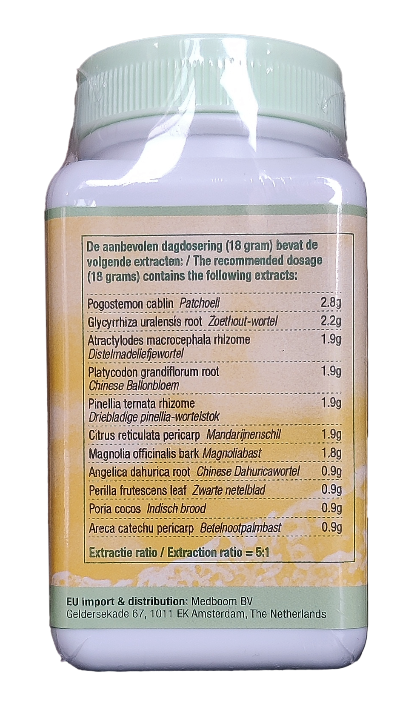 De aanbevolen dagdosering (18 gram) bevat de
volgende extracten: / The recommended dosage
(18 grams) contains the following extracts:
Pogostemon cablin Patchoeli 2.8g
Glycyrrhiza uralensis root Zoethout-wortel 2.2g
Atractylodes macrocephala rhizome 1.9g
Distelmadeliefjewortel
Platycodon grandiflorum root 1.9g
Chinese Ballonbloem
Pinellia ternata rhizome 1.9g
Driebladige pinellia-wortelstok
Citrus reticulata pericarp Mandarijnenschil 1.9g
Magnolia officinalis bark Magnoliabast 1.8g
Angelica dahurica root Chinese Dahuricawortel 0.9g
Perilla frutescens leaf Zwarte netelblad 0.9g
Poria cocos Indisch brood 0.9g
Areca catechu pericarp Betelnootpalmbast 0.9g
Extractie ratio / Extraction ratio = 5:1
EU import & distribution: Medboom BV
Geldersekade 67, 1011 EK Amsterdam, The Netherlands